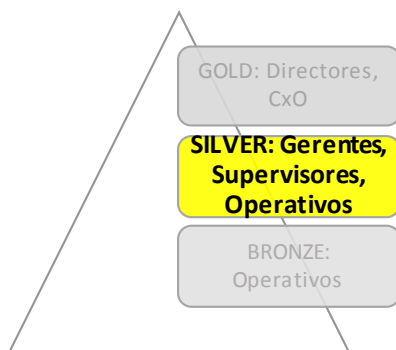 GOLD: Directores,
CxO
SILVER: Gerentes,
Supervisores,
Operativos
BRONZE:
Operativos